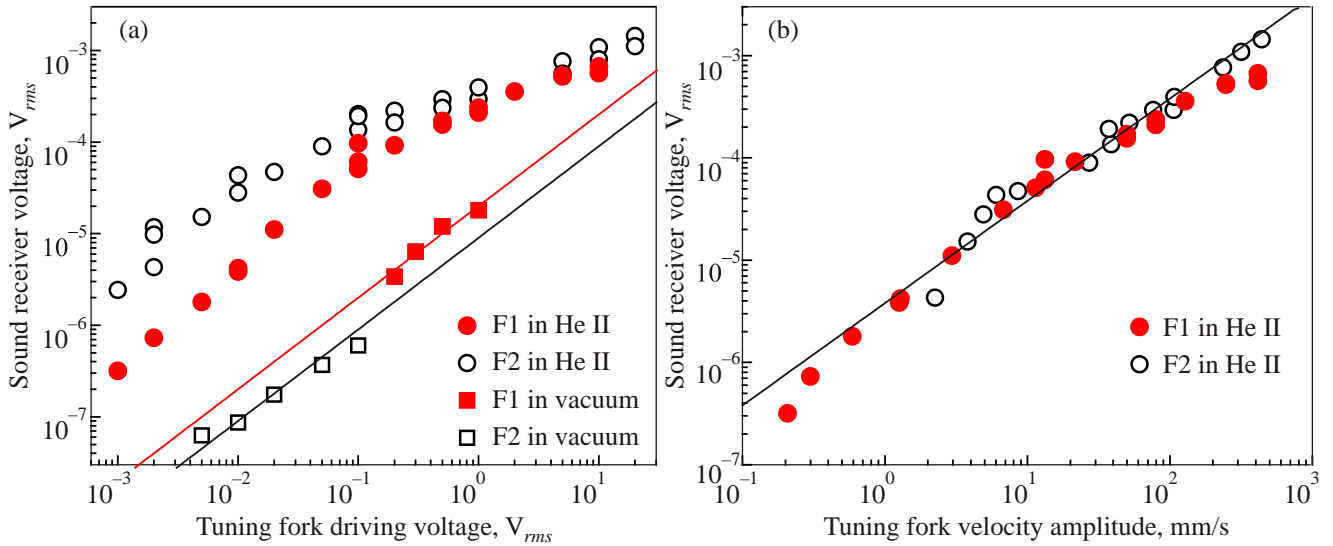 (a)
Sound receiver voltage, V_rms
10⁻³
10⁻⁴
10⁻⁵
10⁻⁶
10⁻⁷
F1 in He II
F2 in He II
F1 in vacuum
F2 in vacuum
10⁻³ 10⁻² 10⁻¹ 10⁰ 10¹
Tuning fork driving voltage, V_rms
(b)
Sound receiver voltage, V_rms
10⁻³
10⁻⁴
10⁻⁵
10⁻⁶
10⁻⁷
F1 in He II
F2 in He II
10⁻¹ 10⁰ 10¹ 10² 10³
Tuning fork velocity amplitude, mm/s